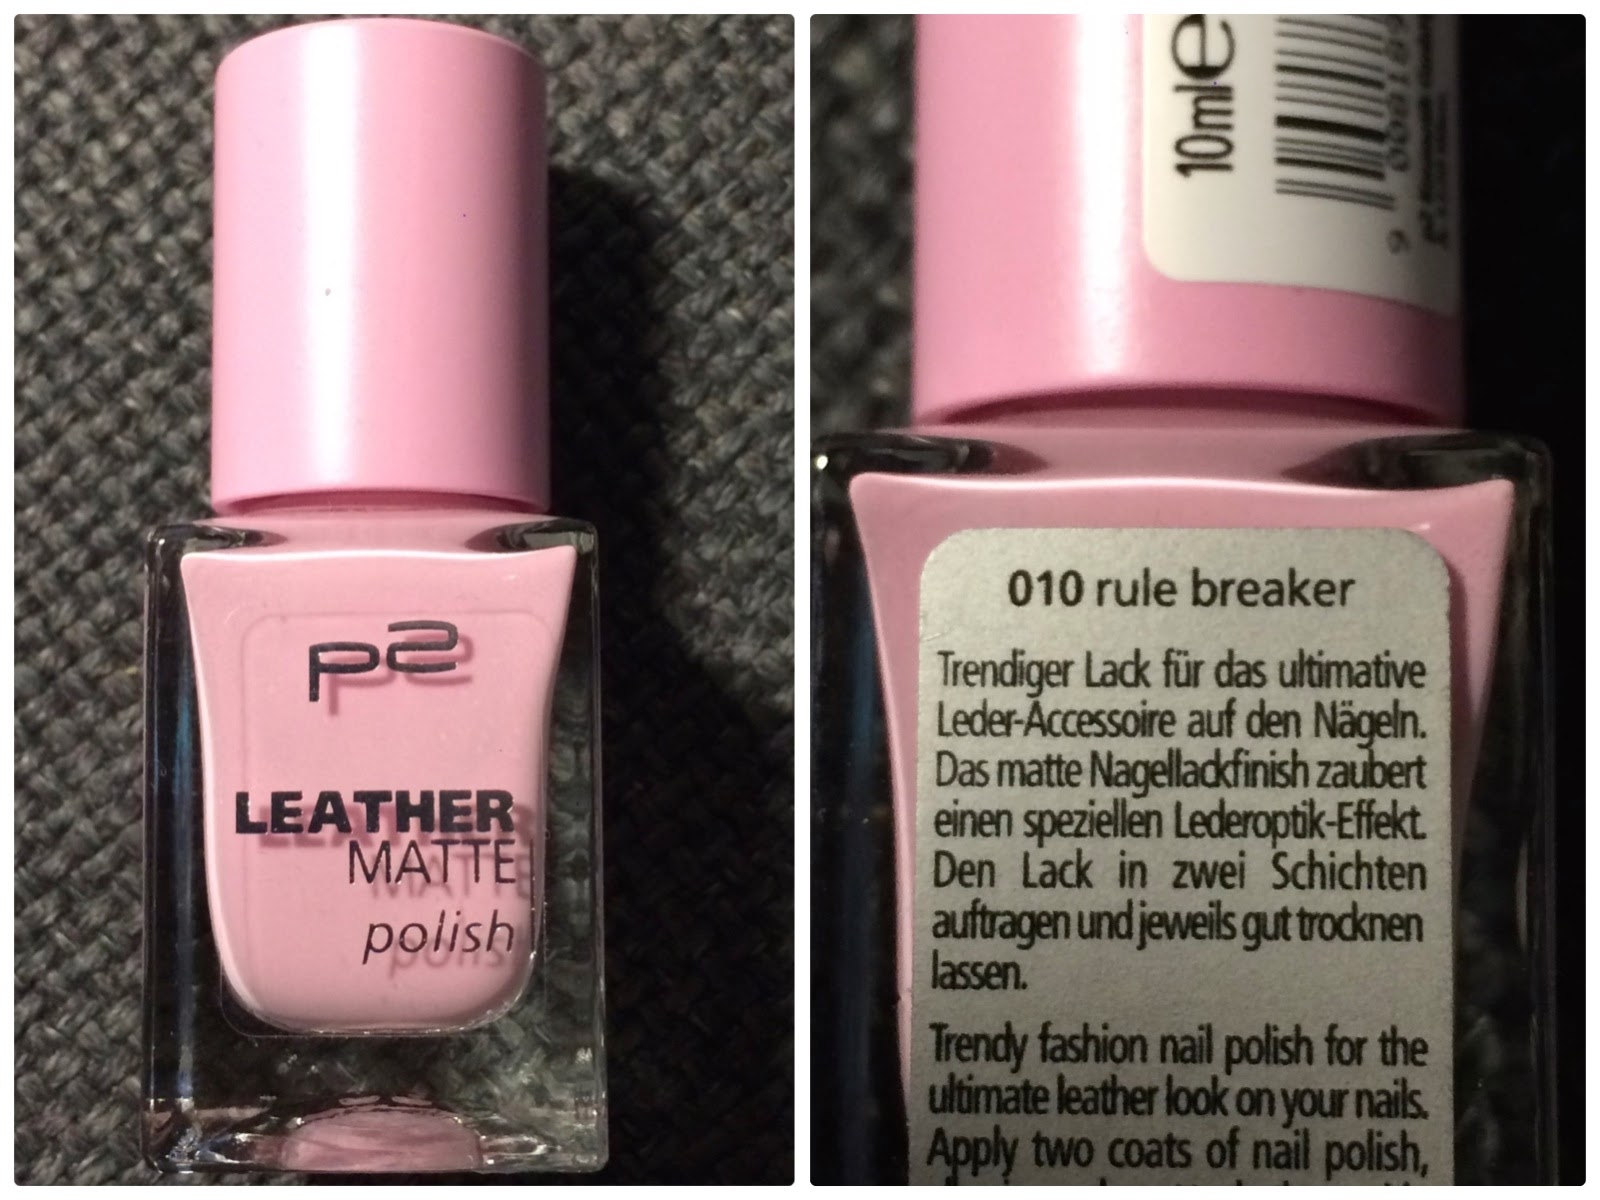 p2
LEATHER
MATTE
polish
10ml e
010 rule breaker
Trendiger Lack für das ultimative
Leder-Accessoire auf den Nägeln.
Das matte Nagellackfinish zaubert
einen speziellen Lederoptik-Effekt.
Den Lack in zwei Schichten
auftragen und jeweils gut trocknen
lassen.
Trendy fashion nail polish for the
ultimate leather look on your nails.
Apply two coats of nail polish,